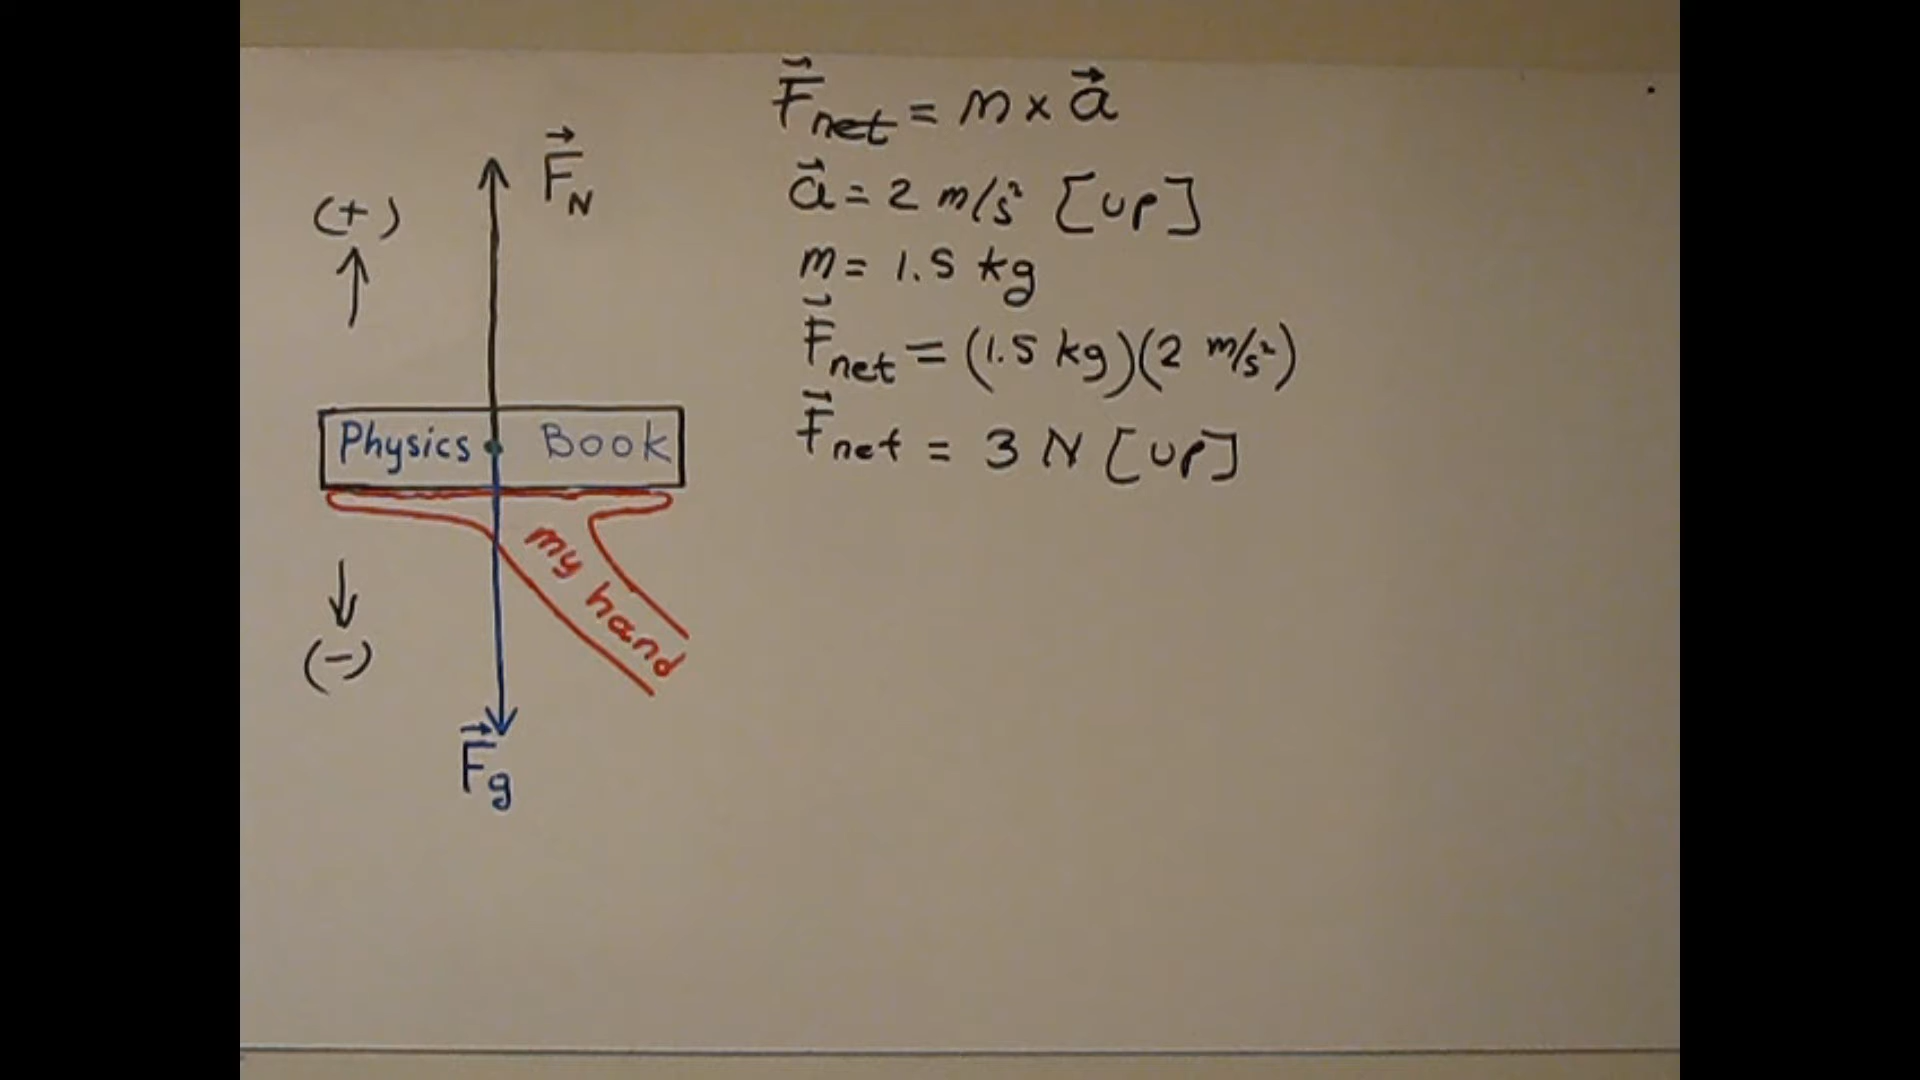 F⃗net = m x a⃗
a⃗ = 2 m/s² [up]
m = 1.5 kg
F⃗net = (1.5 kg)(2 m/s²)
F⃗net = 3 N [up]
F⃗N
(+)
Physics Book
my hand
(-)
F⃗g